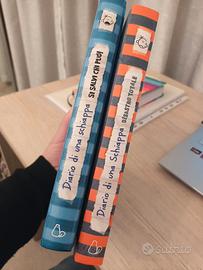 Diario di una schiappa
SI SALVI CHI PUÒ!
Diario di una Schiappa
DISASTRO TOTALE
subito